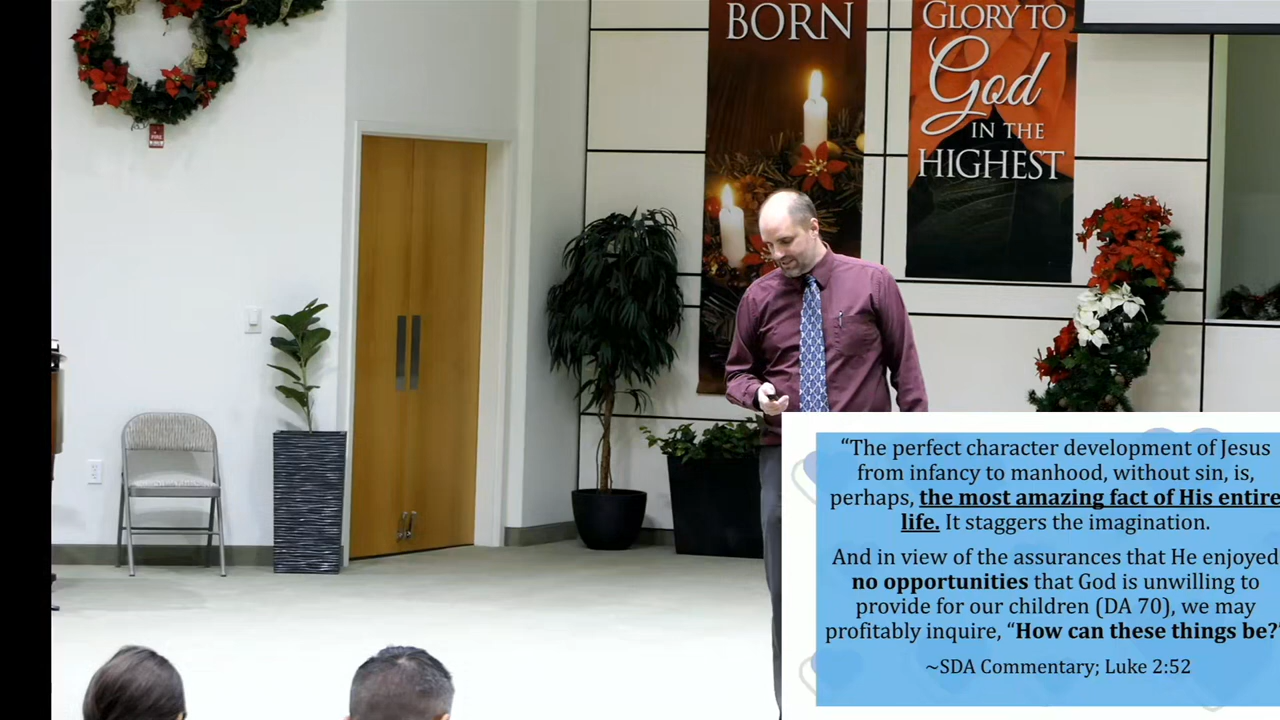 BORN
GLORY TO
God
IN THE
HIGHEST
FIRE
“The perfect character development of Jesus
from infancy to manhood, without sin, is,
perhaps, the most amazing fact of His entire
life. It staggers the imagination.
And in view of the assurances that He enjoyed
no opportunities that God is unwilling to
provide for our children (DA 70), we may
profitably inquire, “How can these things be?”
~SDA Commentary; Luke 2:52